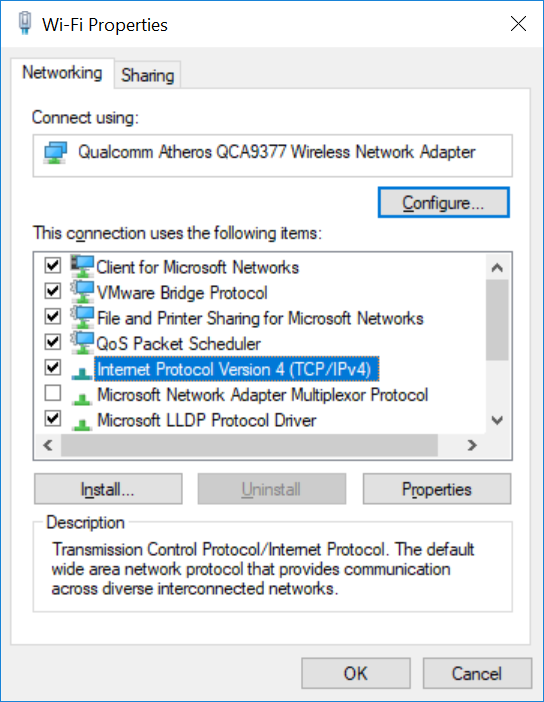 Wi-Fi Properties
Networking
Sharing
Connect using:
Qualcomm Atheros QCA9377 Wireless Network Adapter
Configure...
This connection uses the following items:
Client for Microsoft Networks
VMware Bridge Protocol
File and Printer Sharing for Microsoft Networks
QoS Packet Scheduler
Internet Protocol Version 4 (TCP/IPv4)
Microsoft Network Adapter Multiplexor Protocol
Microsoft LLDP Protocol Driver
Install...
Uninstall
Properties
Description
Transmission Control Protocol/Internet Protocol. The default
wide area network protocol that provides communication
across diverse interconnected networks.
OK
Cancel